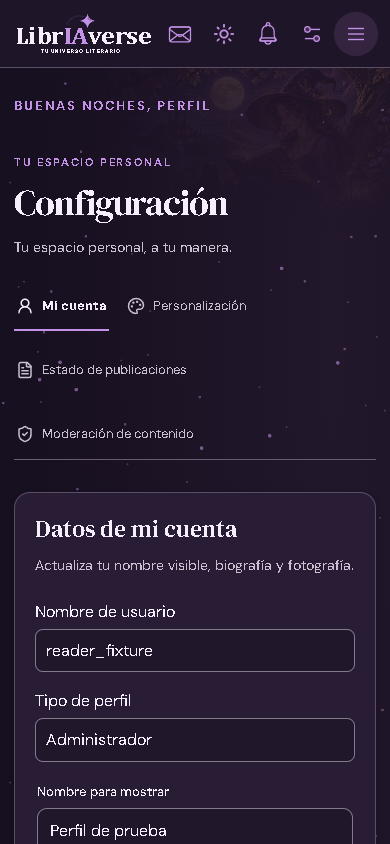 LibrIAverse
TU UNIVERSO LITERARIO
BUENAS NOCHES, PERFIL
TU ESPACIO PERSONAL
Configuración
Tu espacio personal, a tu manera.
Mi cuenta
Personalización
Estado de publicaciones
Moderación de contenido
Datos de mi cuenta
Actualiza tu nombre visible, biografía y fotografía.
Nombre de usuario
reader_fixture
Tipo de perfil
Administrador
Nombre para mostrar
Perfil de prueba